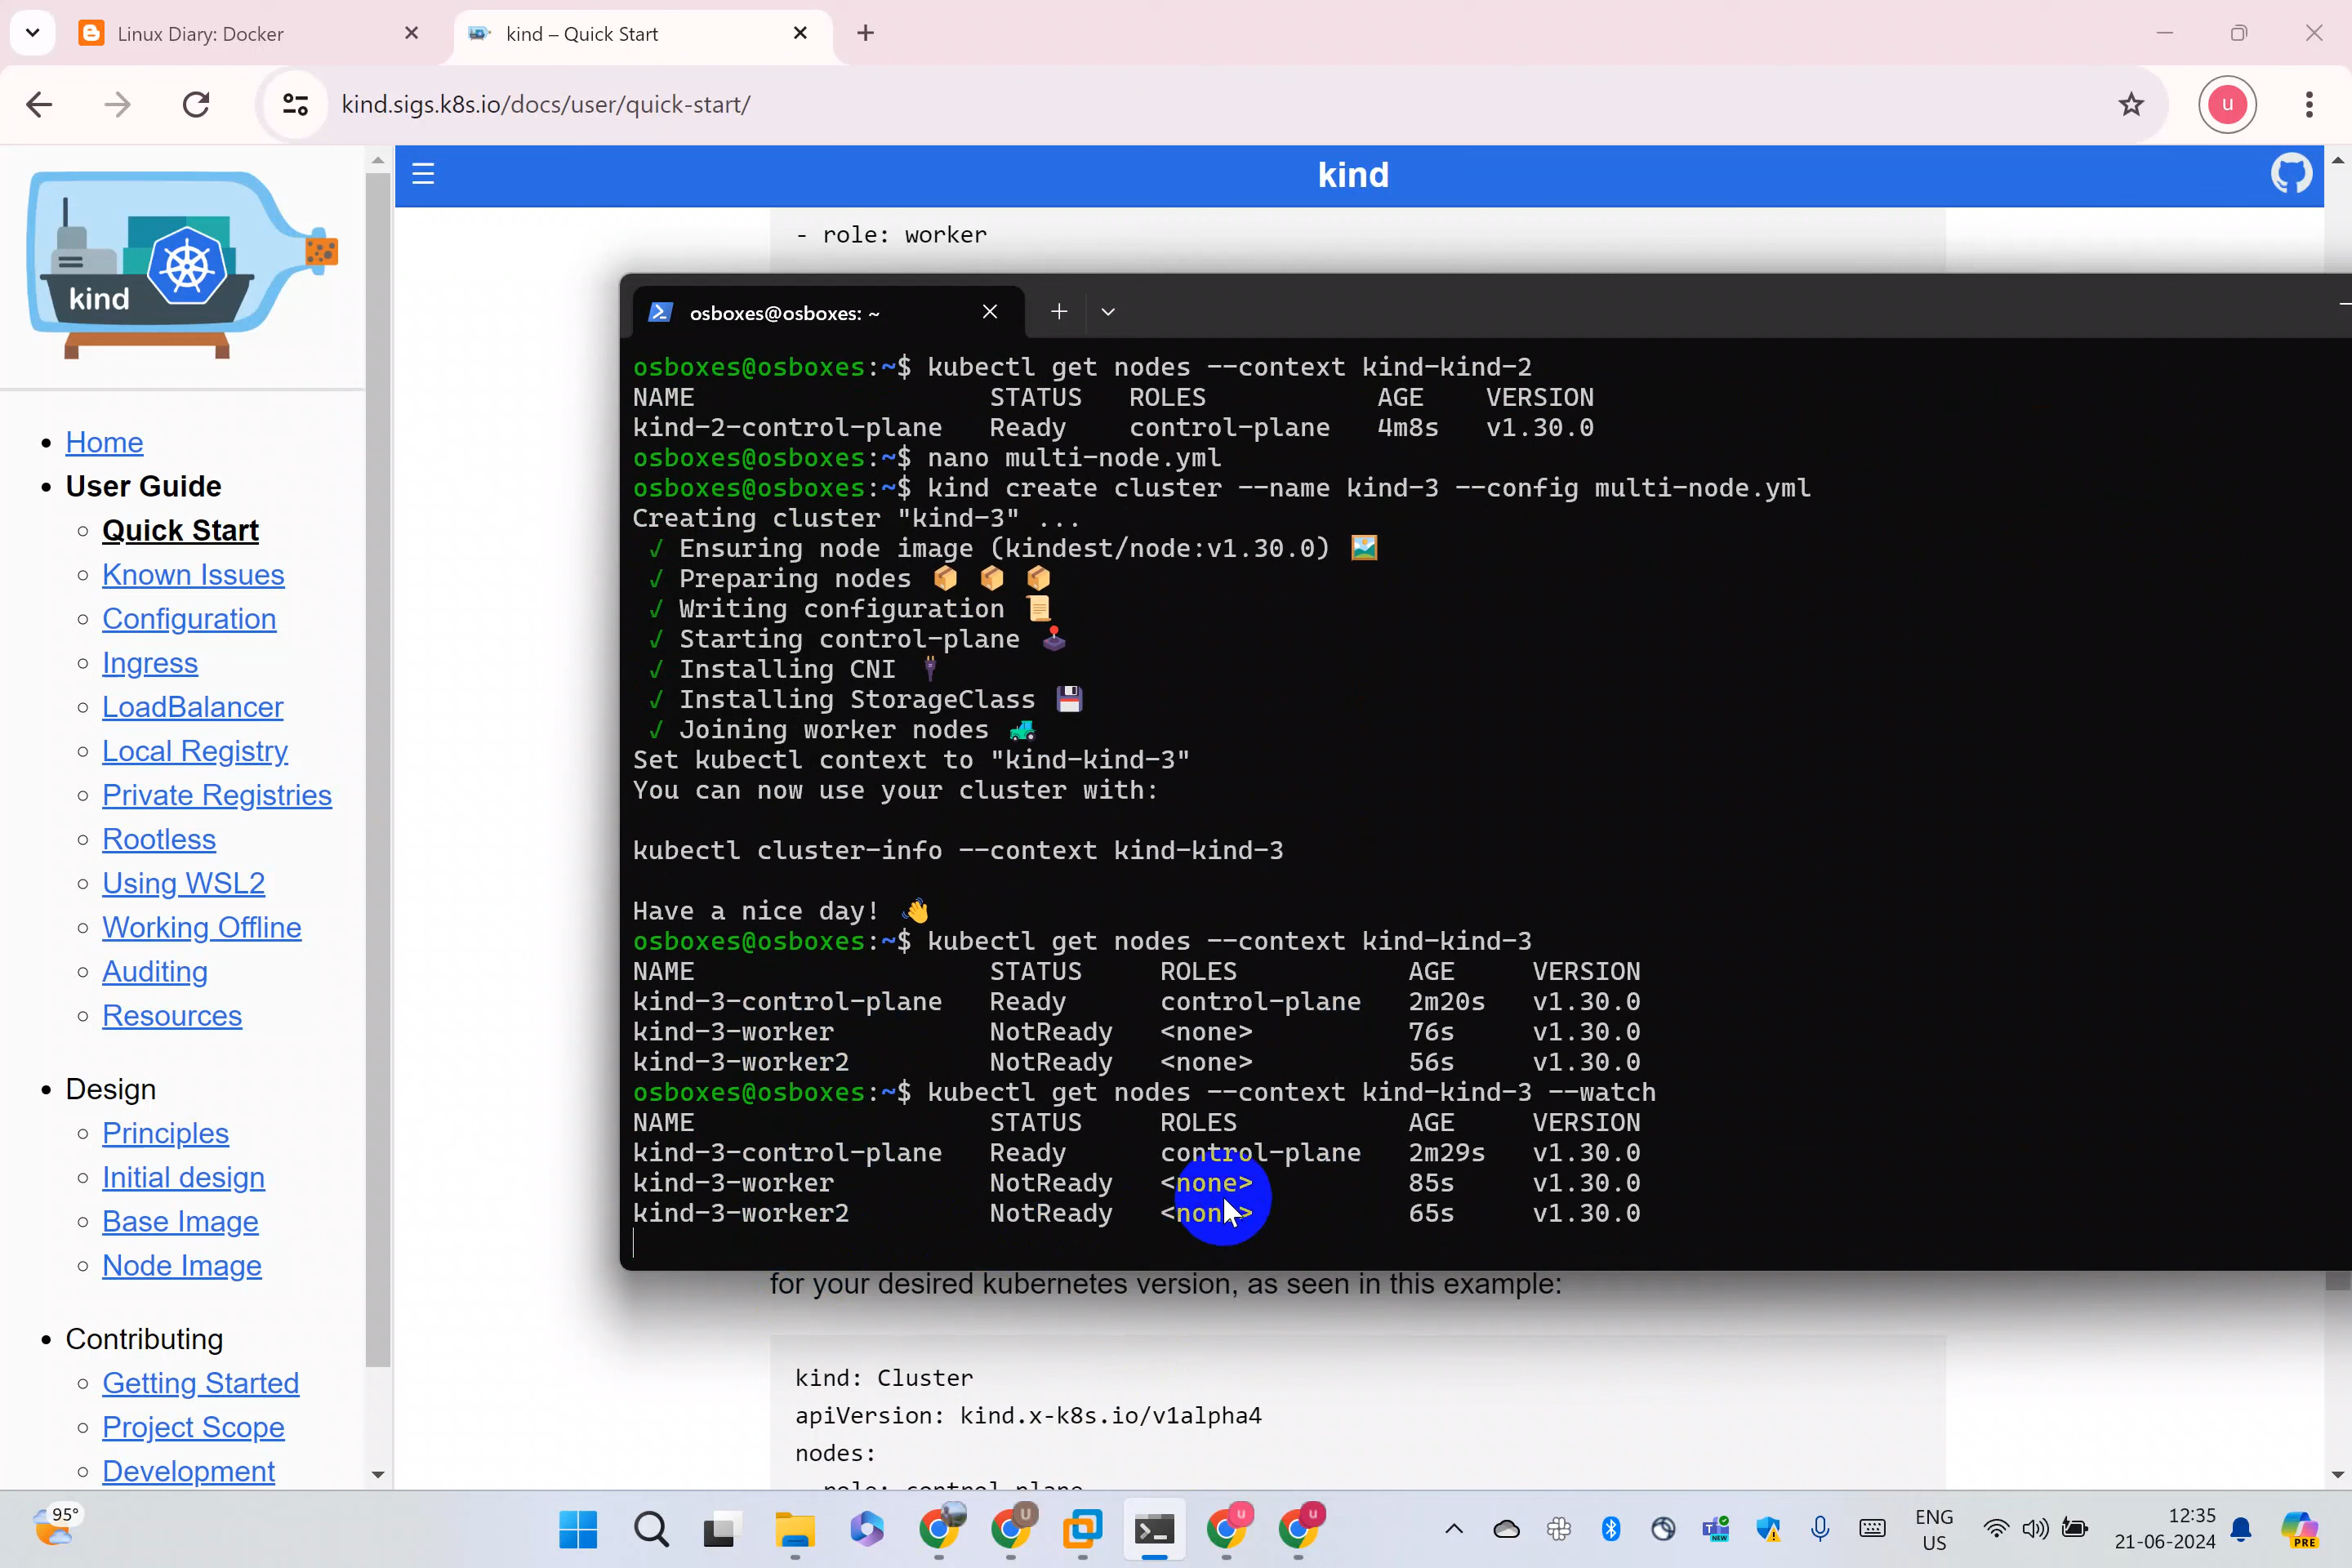 Linux Diary: Docker
kind – Quick Start
kind.sigs.k8s.io/docs/user/quick-start/
u
kind
kind
Home
User Guide
Quick Start
Known Issues
Configuration
Ingress
LoadBalancer
Local Registry
Private Registries
Rootless
Using WSL2
Working Offline
Auditing
Resources
Design
Principles
Initial design
Base Image
Node Image
Contributing
Getting Started
Project Scope
Development
- role: worker
osboxes@osboxes: ~
osboxes@osboxes:~$ kubectl get nodes --context kind-kind-2
NAME STATUS ROLES AGE VERSION
kind-2-control-plane Ready control-plane 4m8s v1.30.0
osboxes@osboxes:~$ nano multi-node.yml
osboxes@osboxes:~$ kind create cluster --name kind-3 --config multi-node.yml
Creating cluster "kind-3" ...
✓ Ensuring node image (kindest/node:v1.30.0) 🖼
✓ Preparing nodes 📦 📦 📦
✓ Writing configuration 📜
✓ Starting control-plane 🕹️
✓ Installing CNI 🔌
✓ Installing StorageClass 💾
✓ Joining worker nodes 🚜
Set kubectl context to "kind-kind-3"
You can now use your cluster with:
kubectl cluster-info --context kind-kind-3
Have a nice day! 👋
osboxes@osboxes:~$ kubectl get nodes --context kind-kind-3
NAME STATUS ROLES AGE VERSION
kind-3-control-plane Ready control-plane 2m20s v1.30.0
kind-3-worker NotReady <none> 76s v1.30.0
kind-3-worker2 NotReady <none> 56s v1.30.0
osboxes@osboxes:~$ kubectl get nodes --context kind-kind-3 --watch
NAME STATUS ROLES AGE VERSION
kind-3-control-plane Ready control-plane 2m29s v1.30.0
kind-3-worker NotReady <none> 85s v1.30.0
kind-3-worker2 NotReady <none> 65s v1.30.0
for your desired kubernetes version, as seen in this example:
kind: Cluster
apiVersion: kind.x-k8s.io/v1alpha4
nodes:
- role: control-plane
95°
U
u
u
NEW
ENG
US
12:35
21-06-2024
PRE